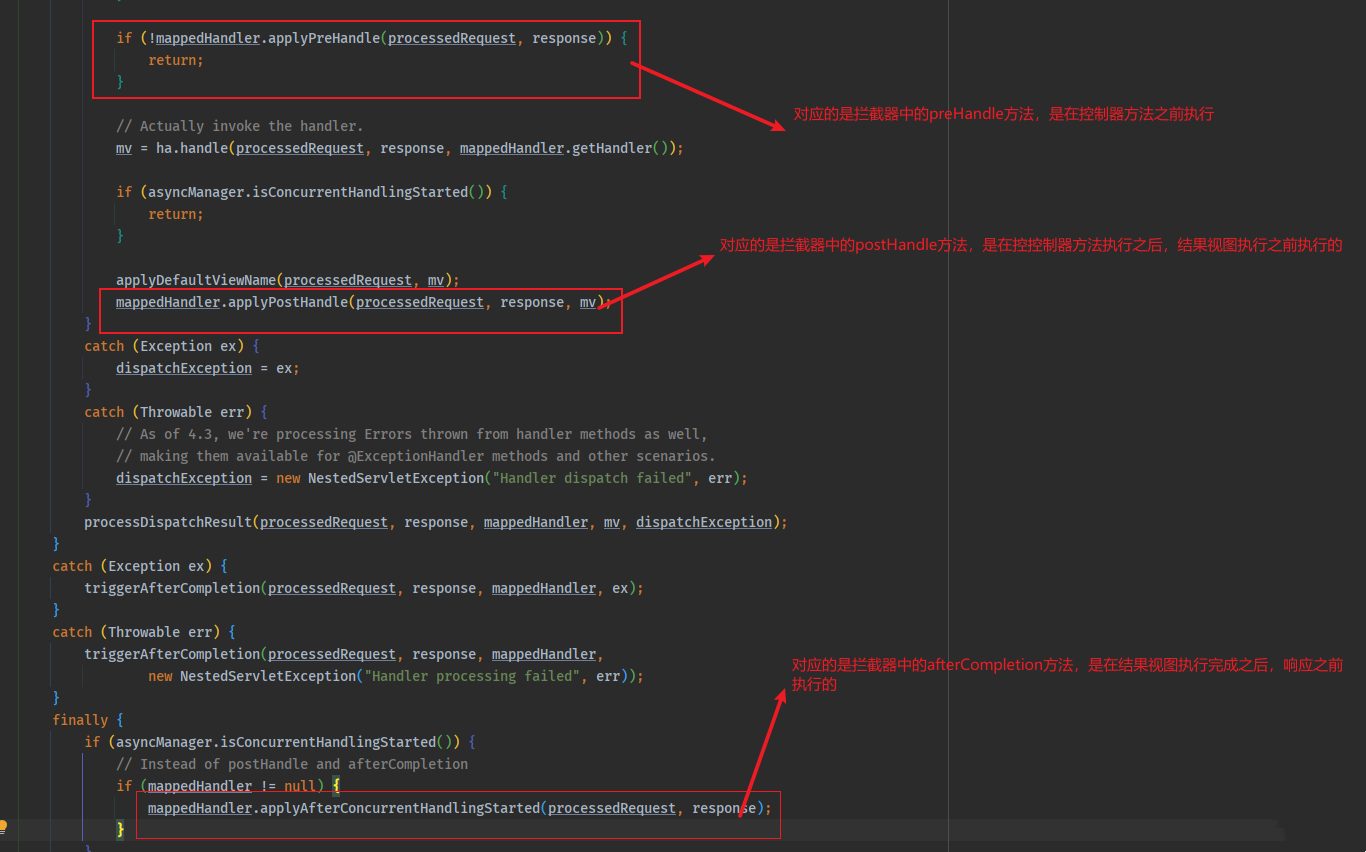 if (!mappedHandler.applyPreHandle(processedRequest, response)) {
return;
}
对应的是拦截器中的preHandle方法，是在控制器方法之前执行
// Actually invoke the handler.
mv = ha.handle(processedRequest, response, mappedHandler.getHandler());
if (asyncManager.isConcurrentHandlingStarted()) {
return;
}
对应的是拦截器中的postHandle方法，是在控控制器方法执行之后，结果视图执行之前执行的
applyDefaultViewName(processedRequest, mv);
mappedHandler.applyPostHandle(processedRequest, response, mv);
}
catch (Exception ex) {
dispatchException = ex;
}
catch (Throwable err) {
// As of 4.3, we're processing Errors thrown from handler methods as well,
// making them available for @ExceptionHandler methods and other scenarios.
dispatchException = new NestedServletException("Handler dispatch failed", err);
}
processDispatchResult(processedRequest, response, mappedHandler, mv, dispatchException);
}
catch (Exception ex) {
triggerAfterCompletion(processedRequest, response, mappedHandler, ex);
}
catch (Throwable err) {
triggerAfterCompletion(processedRequest, response, mappedHandler,
new NestedServletException("Handler processing failed", err));
}
对应的是拦截器中的afterCompletion方法，是在结果视图执行完成之后，响应之前
执行的
finally {
if (asyncManager.isConcurrentHandlingStarted()) {
// Instead of postHandle and afterCompletion
if (mappedHandler != null) {
mappedHandler.applyAfterConcurrentHandlingStarted(processedRequest, response);
}